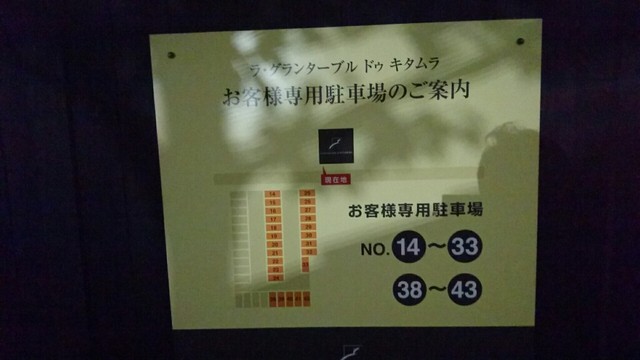 ラ・グランターブル ドゥ キタムラ
お客様専用駐車場のご案内
現在地
お客様専用駐車場
NO. 14〜33
38〜43